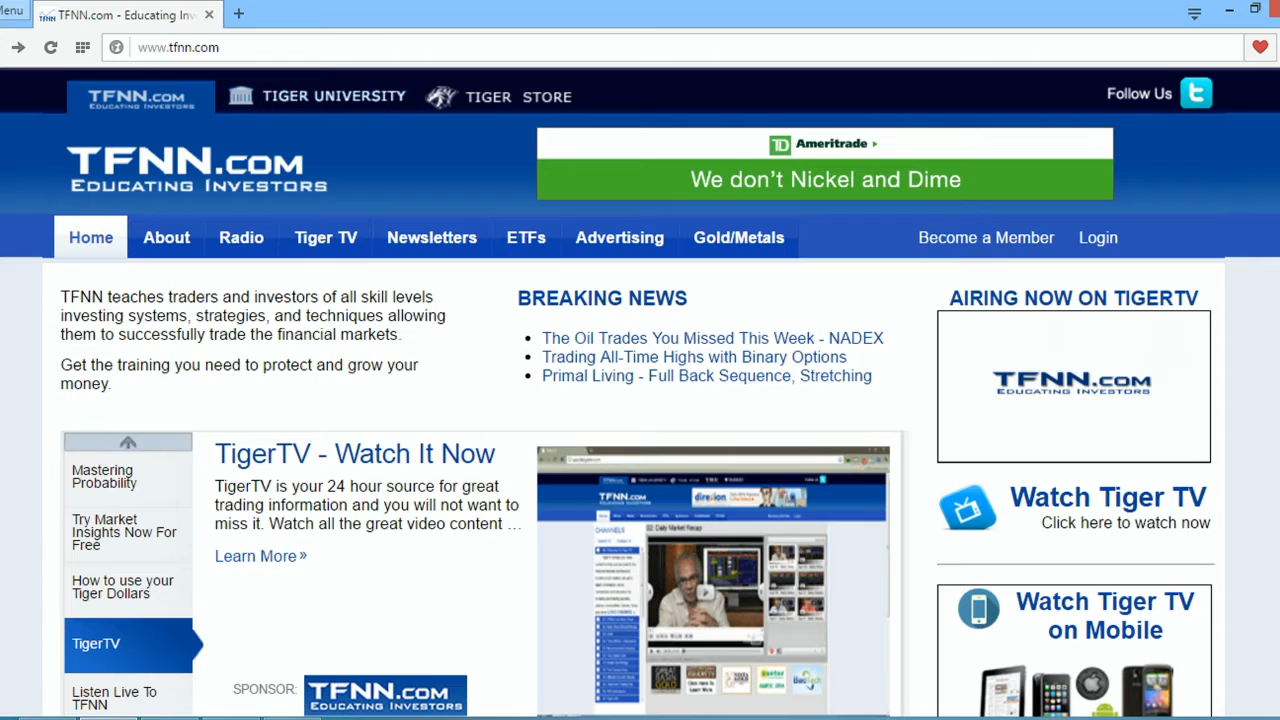 Menu
TFNN.com - Educating Inv
www.tfnn.com
TFNN.COM
EDUCATING INVESTORS
TIGER UNIVERSITY
TIGER STORE
Follow Us
TFNN.COM
EDUCATING INVESTORS
TD Ameritrade
We don't Nickel and Dime
Home About Radio Tiger TV Newsletters ETFs Advertising Gold/Metals Become a Member Login
TFNN teaches traders and investors of all skill levels
investing systems, strategies, and techniques allowing
them to successfully trade the financial markets.
Get the training you need to protect and grow your
money.
BREAKING NEWS
The Oil Trades You Missed This Week - NADEX
Trading All-Time Highs with Binary Options
Primal Living - Full Back Sequence, Stretching
AIRING NOW ON TIGERTV
TFNN.COM
EDUCATING INVESTORS
Watch Tiger TV
Click here to watch now
Watch Tiger TV
on Mobile
Mastering
Probability
Insights Now For
Free
How to use your
Tiger Dollars
TigerTV
Listen Live To
TFNN
TigerTV - Watch It Now
TigerTV is your 24 hour source for great
trading information and you will not want to
miss it. Watch all the great video content ...
Learn More »
SPONSOR:
TFNN.COM
EDUCATING INVESTORS
TFNN.COM
direxion
CHANNELS
02: Daily Market Recap